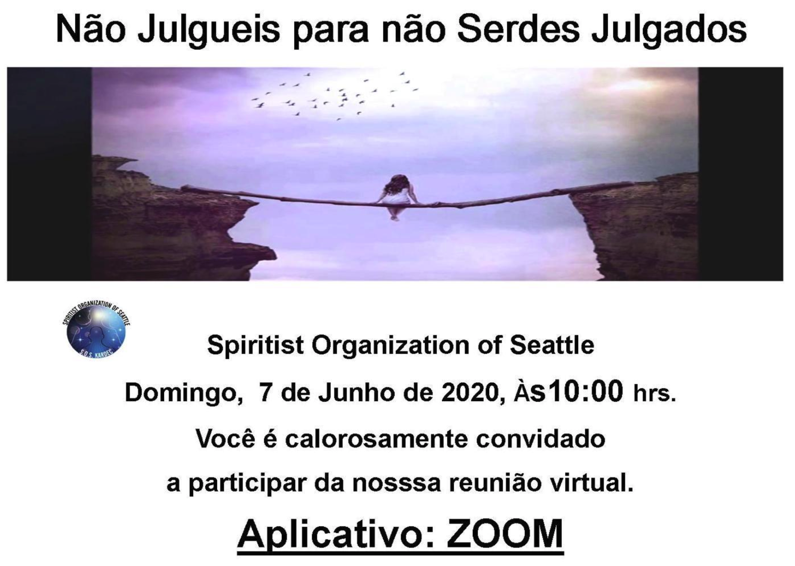 Não Julgueis para não Serdes Julgados
SPIRITIST ORGANIZATION OF SEATTLE
S.O.S. KARDEC
Spiritist Organization of Seattle
Domingo,  7 de Junho de 2020, Às10:00 hrs.
Você é calorosamente convidado
a participar da nosssa reunião virtual.
Aplicativo: ZOOM